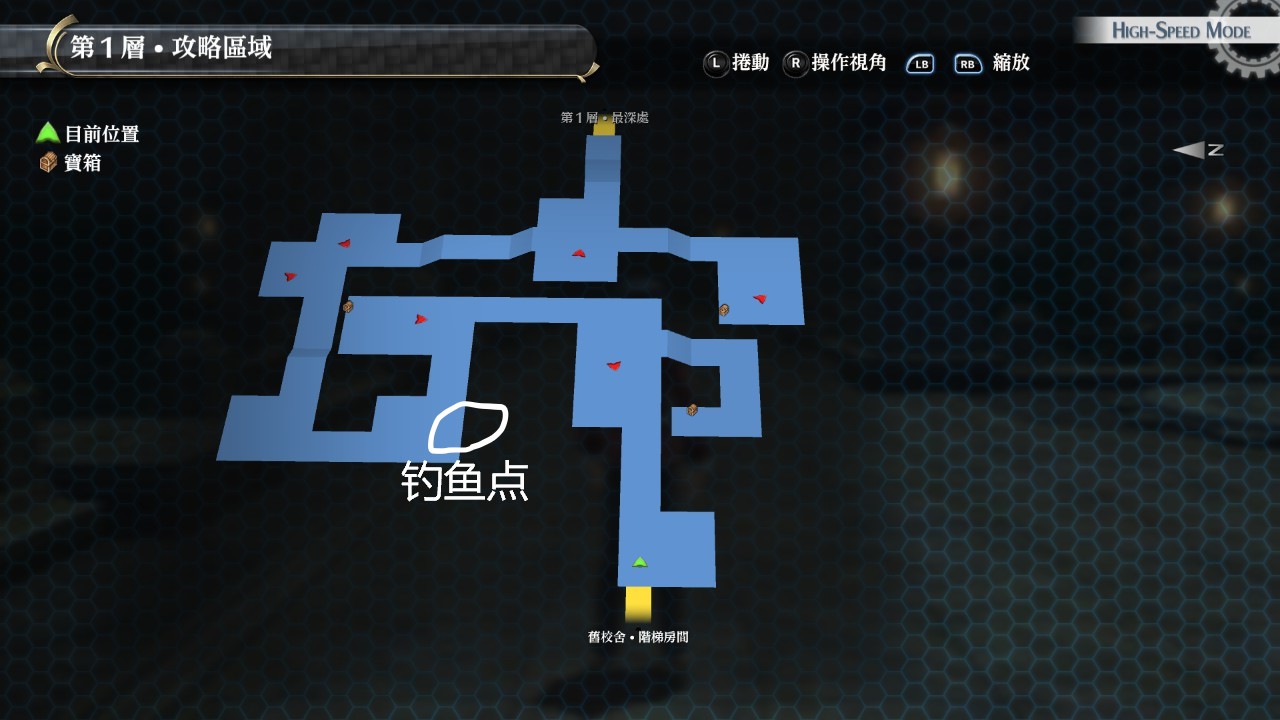 第1層•攻略區域
HIGH-SPEED MODE
L 捲動 R 操作視角 LB RB 縮放
目前位置
寶箱
第1層•最深處
Z
钓鱼点
舊校舍•階梯房間